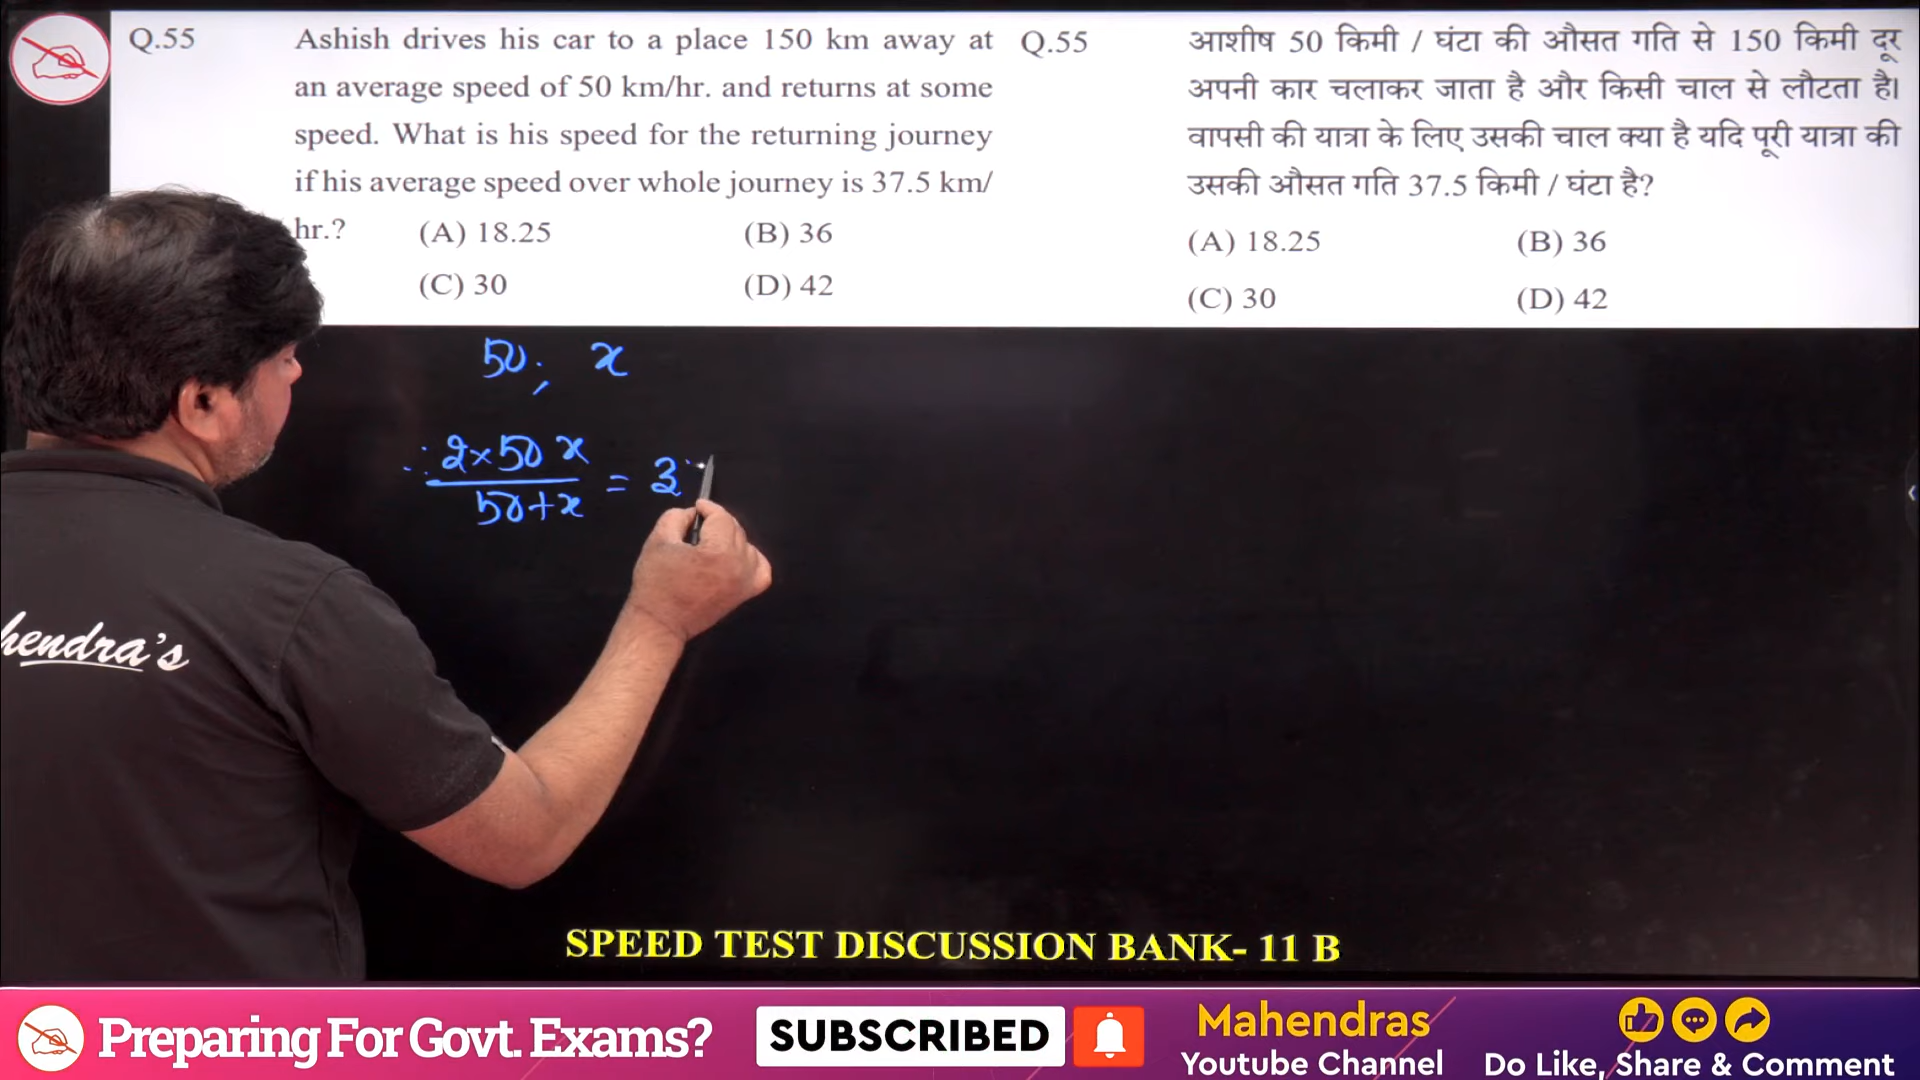 Q.55
Ashish drives his car to a place 150 km away at
an average speed of 50 km/hr. and returns at some
speed. What is his speed for the returning journey
if his average speed over whole journey is 37.5 km/
hr.? (A) 18.25 (B) 36
(C) 30 (D) 42
Q.55
आशीष 50 किमी / घंटा की औसत गति से 150 किमी दूर
अपनी कार चलाकर जाता है और किसी चाल से लौटता है।
वापसी की यात्रा के लिए उसकी चाल क्या है यदि पूरी यात्रा की
उसकी औसत गति 37.5 किमी / घंटा है?
(A) 18.25 (B) 36
(C) 30 (D) 42
50, x
∴ 2×50 x
50+x = 3
hendra's
SPEED TEST DISCUSSION BANK- 11 B
Preparing For Govt. Exams?
SUBSCRIBED
Mahendras
Youtube Channel
Do Like, Share & Comment